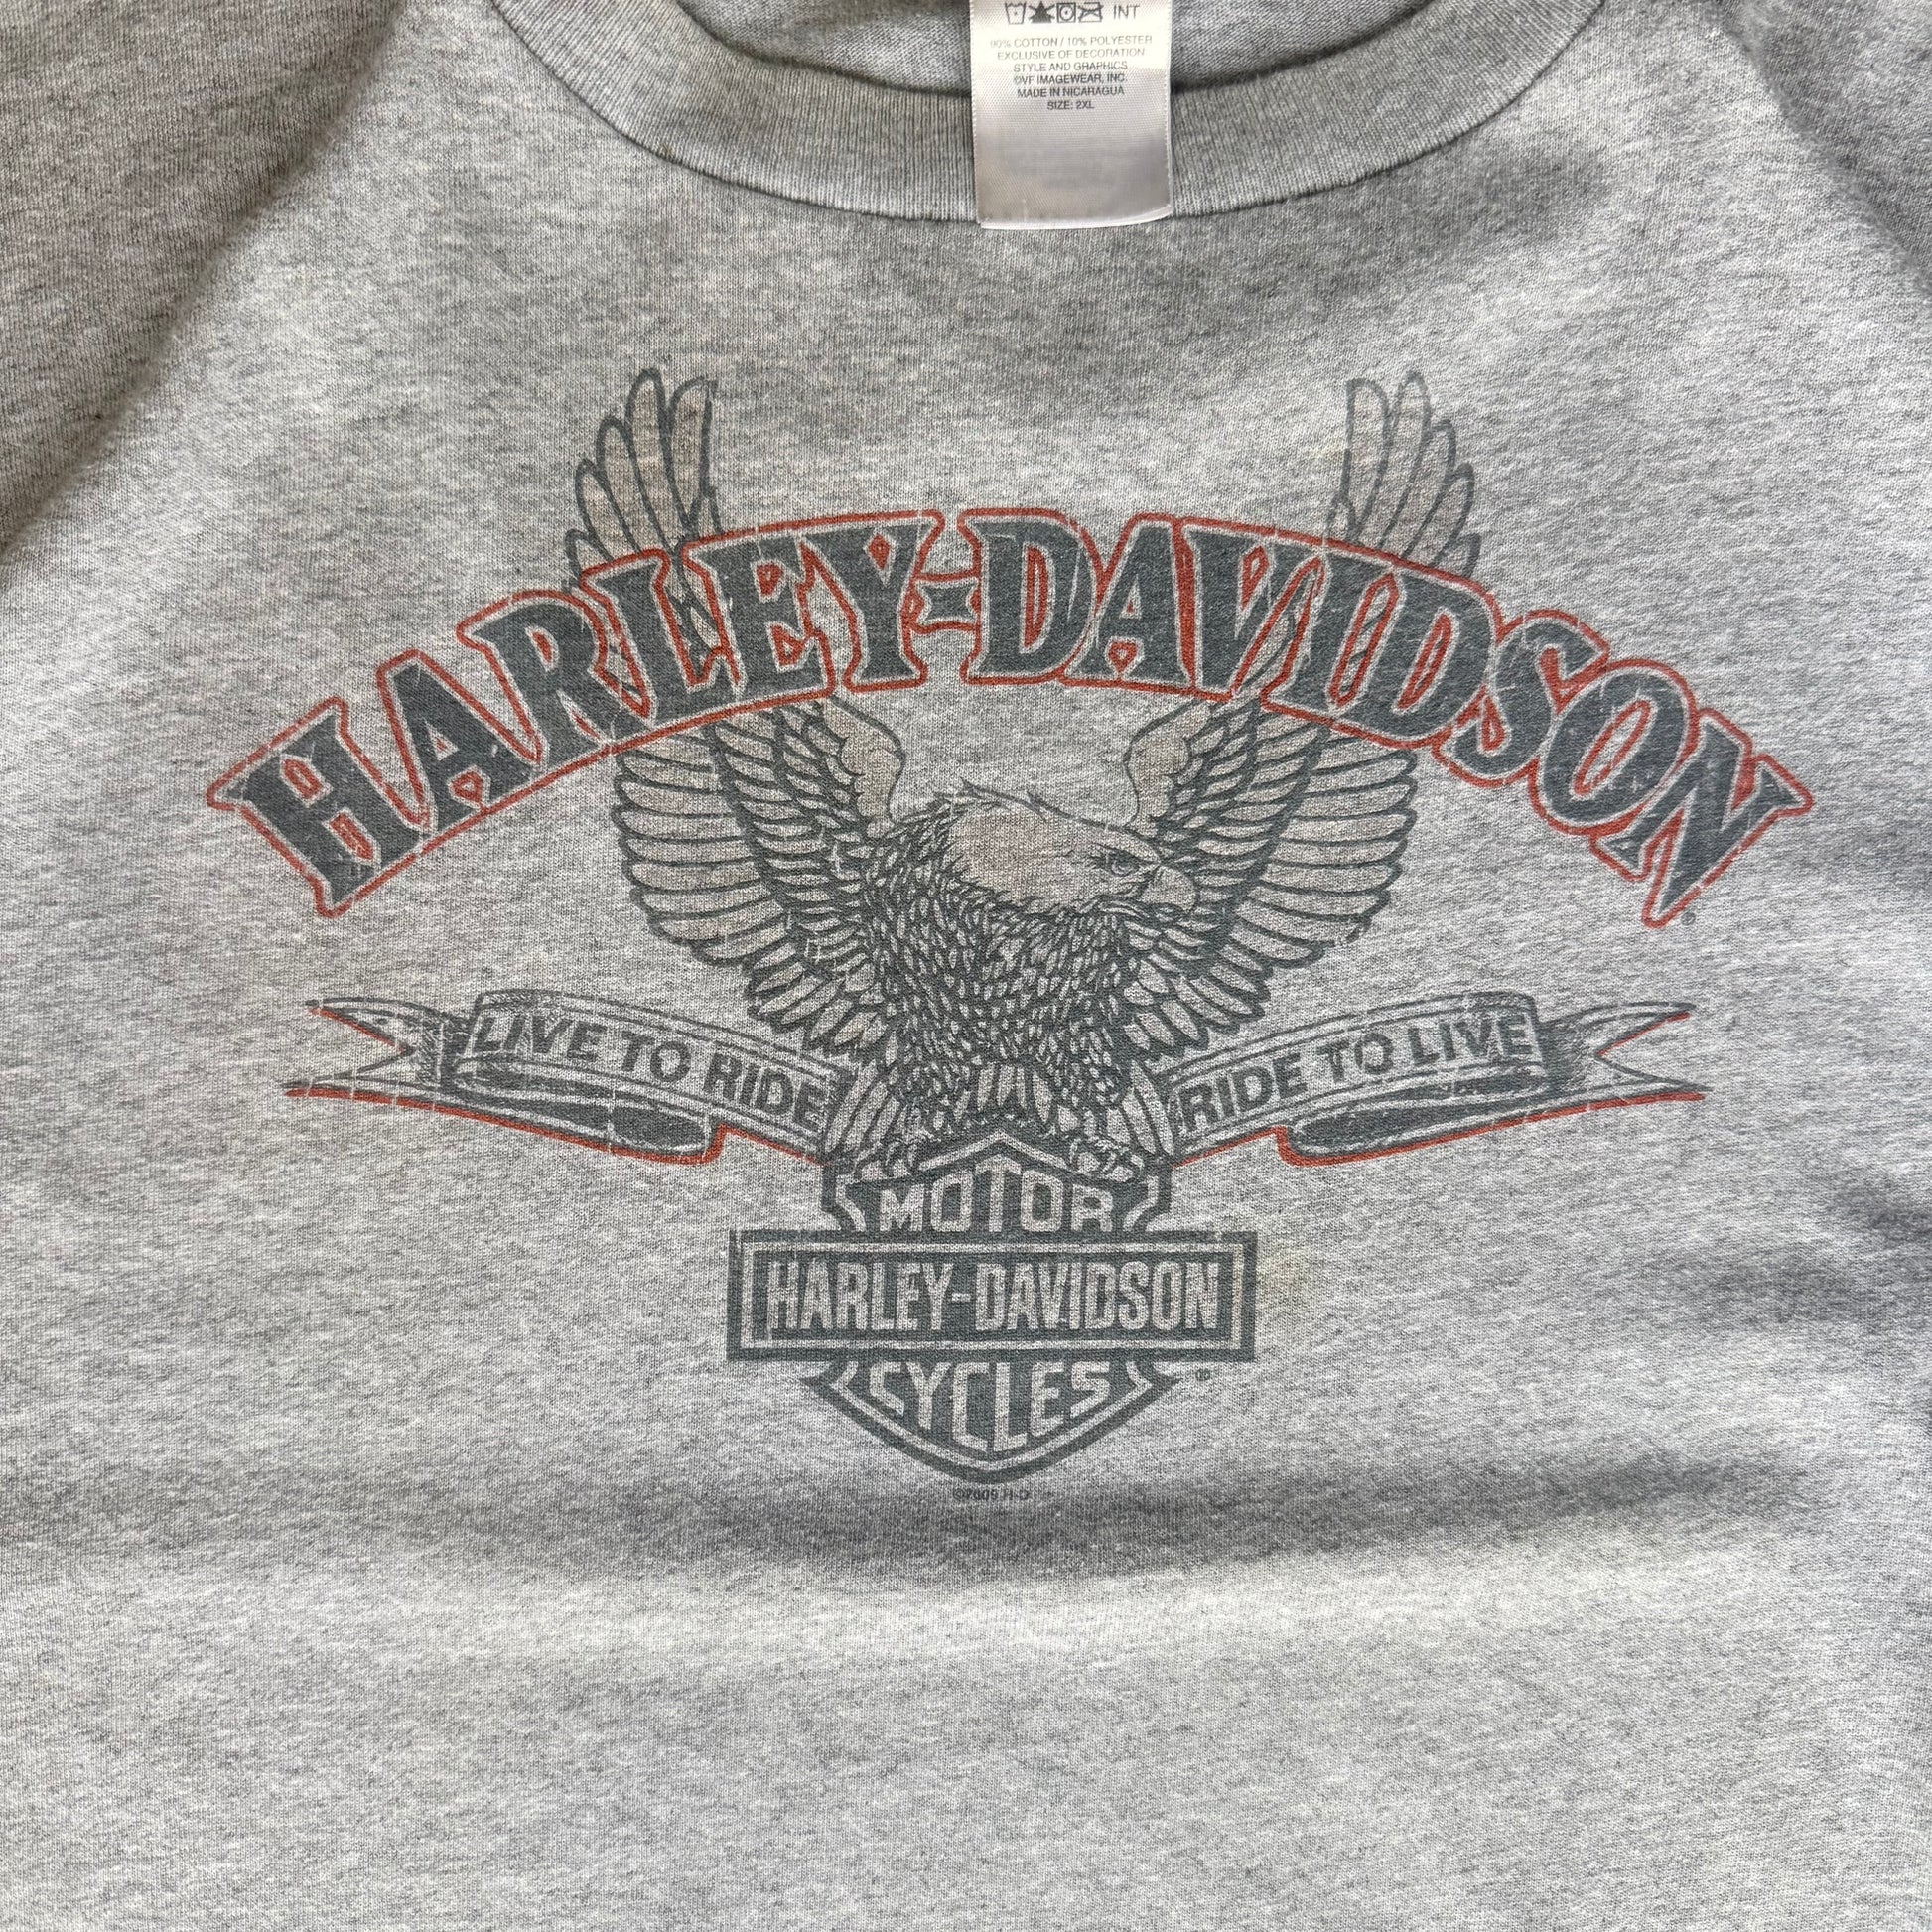 INT
90% COTTON / 10% POLYESTER
EXCLUSIVE OF DECORATION
STYLE AND GRAPHICS
©VF IMAGEWEAR, INC.
MADE IN NICARAGUA
SIZE: 2XL
HARLEY-DAVIDSON
®
LIVE TO RIDE
RIDE TO LIVE
MOTOR
HARLEY-DAVIDSON
CYCLES
®
H-D